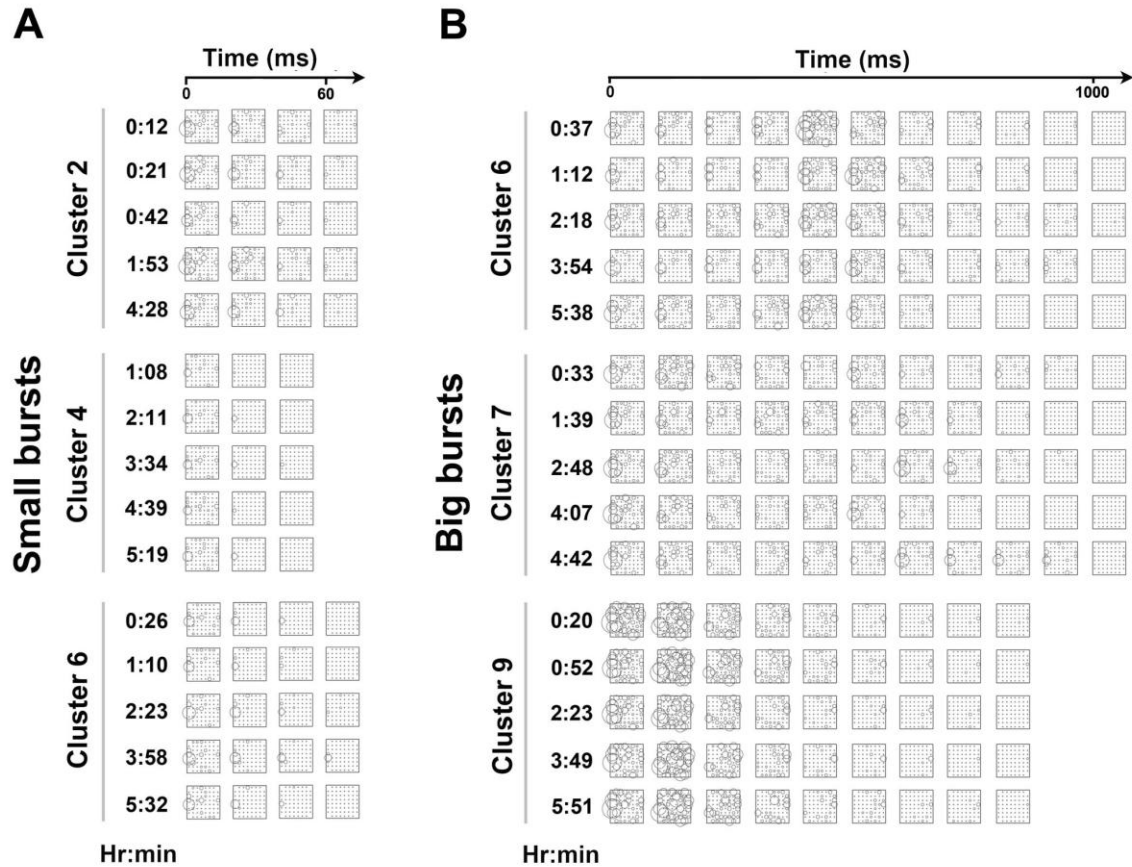 A
Time (ms)
0
60
Small bursts
Cluster 2
0:12
0:21
0:42
1:53
4:28
Cluster 4
1:08
2:11
3:34
4:39
5:19
Cluster 6
0:26
1:10
2:23
3:58
5:32
Hr:min
B
Time (ms)
0
1000
Big bursts
Cluster 6
0:37
1:12
2:18
3:54
5:38
Cluster 7
0:33
1:39
2:48
4:07
4:42
Cluster 9
0:20
0:52
2:23
3:49
5:51
Hr:min